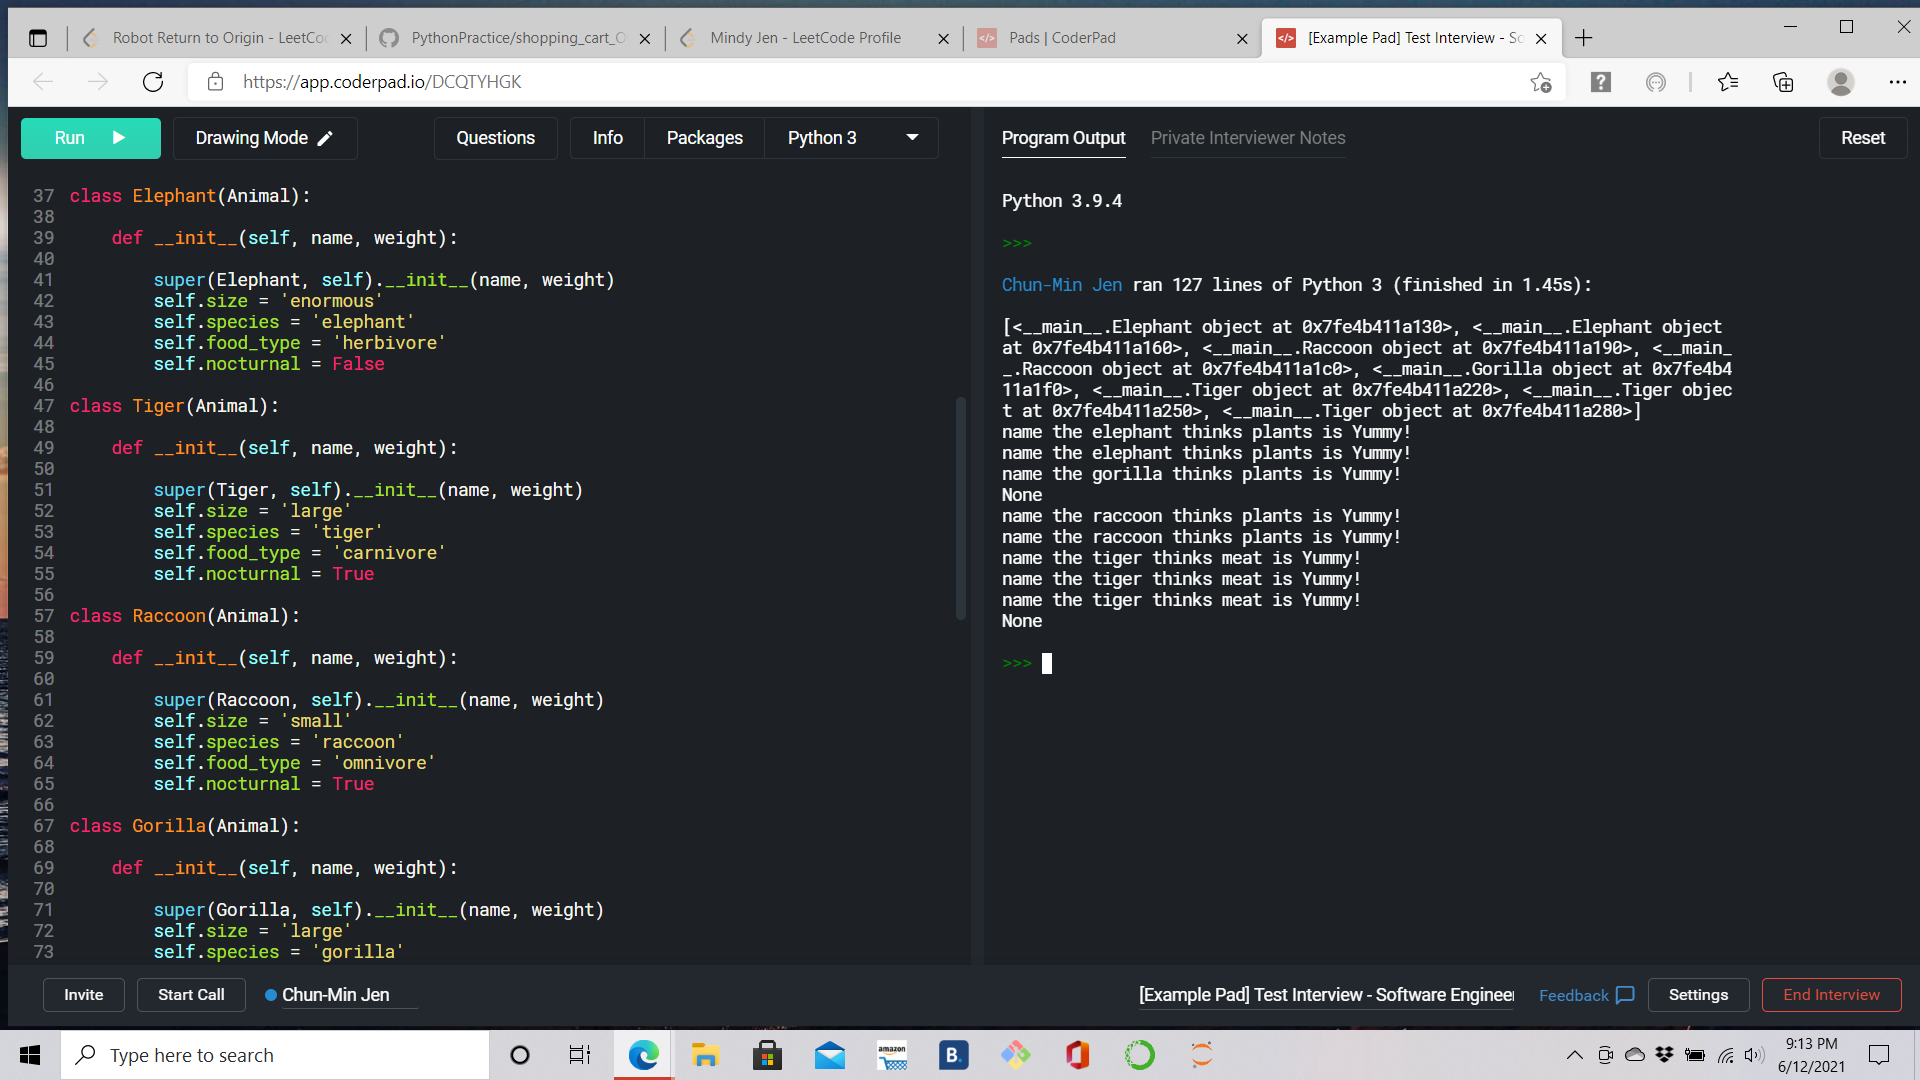 Robot Return to Origin - LeetCo
PythonPractice/shopping_cart_O
Mindy Jen - LeetCode Profile
Pads | CoderPad
[Example Pad] Test Interview - So
https://app.coderpad.io/DCQTYHGK
Run
Drawing Mode
Questions
Info
Packages
Python 3
Program Output
Private Interviewer Notes
Reset
37 class Elephant(Animal):
38
39 def __init__(self, name, weight):
40
41 super(Elephant, self).__init__(name, weight)
42 self.size = 'enormous'
43 self.species = 'elephant'
44 self.food_type = 'herbivore'
45 self.nocturnal = False
46
47 class Tiger(Animal):
48
49 def __init__(self, name, weight):
50
51 super(Tiger, self).__init__(name, weight)
52 self.size = 'large'
53 self.species = 'tiger'
54 self.food_type = 'carnivore'
55 self.nocturnal = True
56
57 class Raccoon(Animal):
58
59 def __init__(self, name, weight):
60
61 super(Raccoon, self).__init__(name, weight)
62 self.size = 'small'
63 self.species = 'raccoon'
64 self.food_type = 'omnivore'
65 self.nocturnal = True
66
67 class Gorilla(Animal):
68
69 def __init__(self, name, weight):
70
71 super(Gorilla, self).__init__(name, weight)
72 self.size = 'large'
73 self.species = 'gorilla'
Python 3.9.4
>>>
Chun-Min Jen ran 127 lines of Python 3 (finished in 1.45s):
[<__main__.Elephant object at 0x7fe4b411a130>, <__main__.Elephant object
at 0x7fe4b411a160>, <__main__.Raccoon object at 0x7fe4b411a190>, <__main_
_.Raccoon object at 0x7fe4b411a1c0>, <__main__.Gorilla object at 0x7fe4b4
11a1f0>, <__main__.Tiger object at 0x7fe4b411a220>, <__main__.Tiger objec
t at 0x7fe4b411a250>, <__main__.Tiger object at 0x7fe4b411a280>]
name the elephant thinks plants is Yummy!
name the elephant thinks plants is Yummy!
name the gorilla thinks plants is Yummy!
None
name the raccoon thinks plants is Yummy!
name the raccoon thinks plants is Yummy!
name the tiger thinks meat is Yummy!
name the tiger thinks meat is Yummy!
name the tiger thinks meat is Yummy!
None
>>>
Invite
Start Call
Chun-Min Jen
[Example Pad] Test Interview - Software Engineer
Feedback
Settings
End Interview
Type here to search
amazon
B.
9:13 PM
6/12/2021